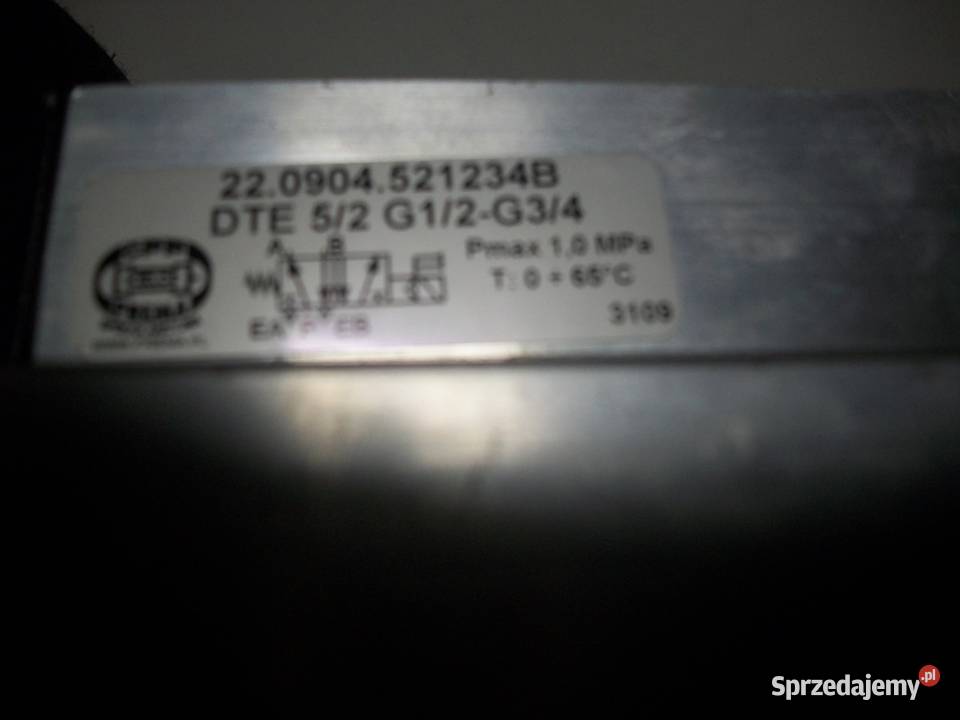 22.0904.521234B
DTE 5/2 G1/2-G3/4
A B
Pmax 1,0 MPa
T: 0 ÷ 65°C
W
EA P EB
3109
Sprzedajemy.pl